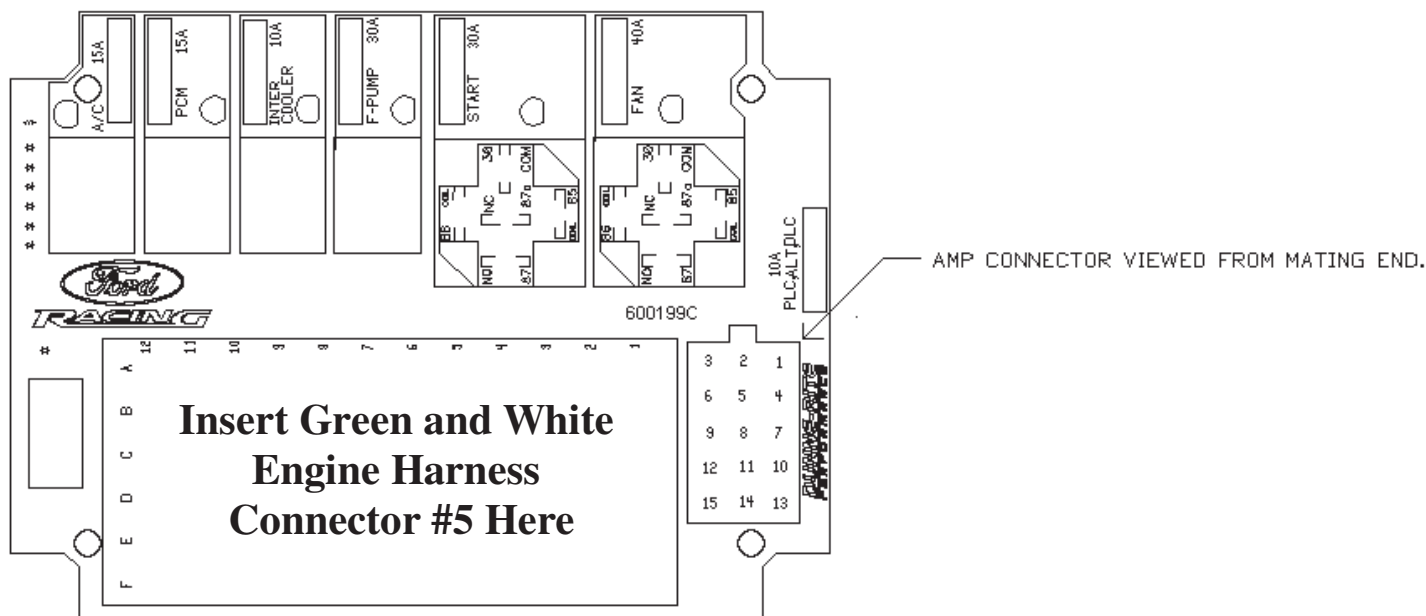 A/C 15A
PCM 15A
INTER COOLER 10A
F-PUMP 30A
START 30A
FAN 40A
# # # # # # #
30 COM
COIL NC 87a 85
86 COIL
NO 87
30 COM
COIL NC 87a 85
86 COIL
NO 87
10A
PLC,ALT,DLC
AMP CONNECTOR VIEWED FROM MATING END.
Ford
RACING
600199C
#
12 11 10 9 8 7 6 5 4 3 2 1
A
B
C
D
E
F
Insert Green and White
Engine Harness
Connector #5 Here
3 2 1
6 5 4
9 8 7
12 11 10
15 14 13
PERFORMANCE